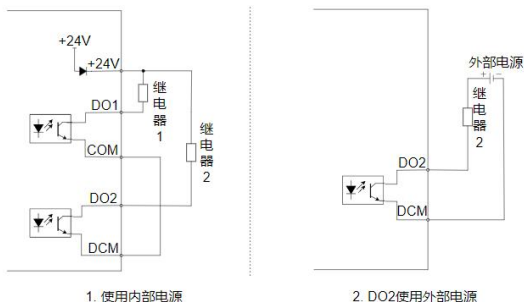 +24V
+24V
DO1
继电器1
COM
继电器2
DO2
DCM
1. 使用内部电源
外部电源
+ -
继电器2
DO2
DCM
2. DO2使用外部电源